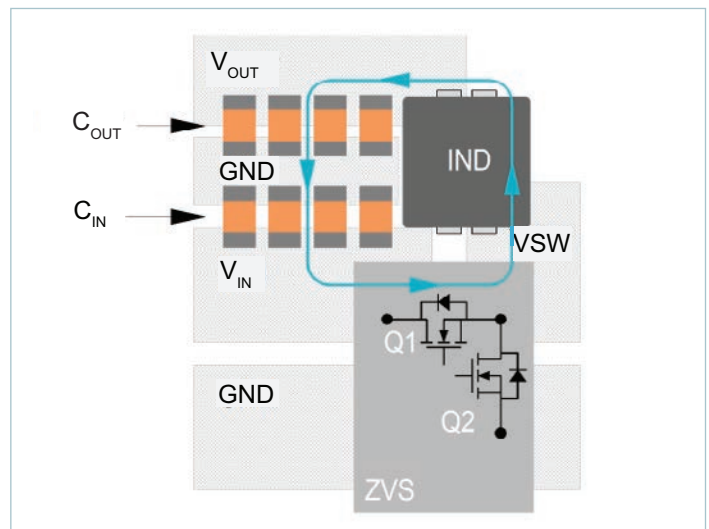 VOUT
COUT
IND
GND
CIN
VSW
VIN
Q1
GND
Q2
ZVS